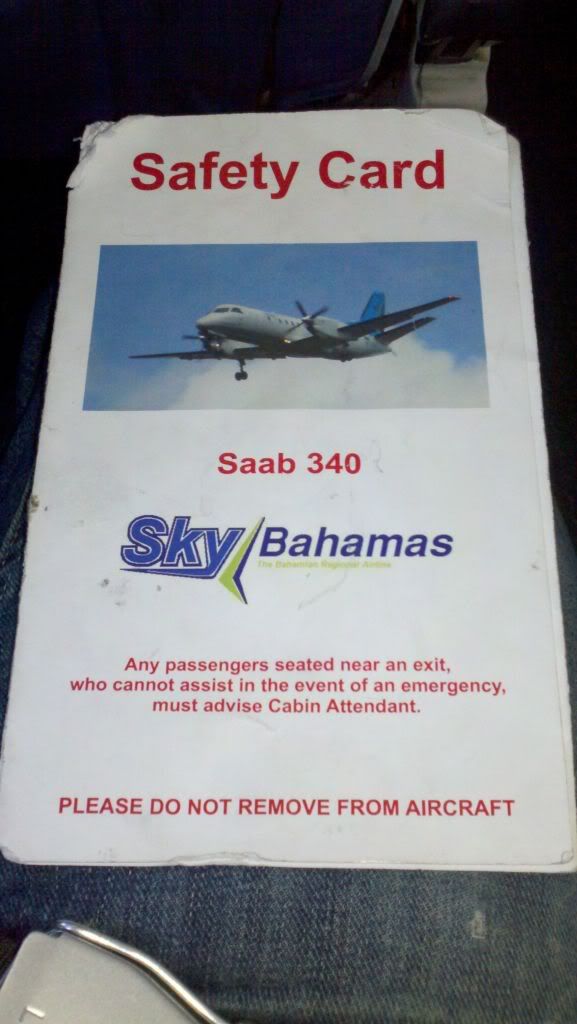 Safety Card
Saab 340
Sky Bahamas
The Bahamian Regional Airline
Any passengers seated near an exit,
who cannot assist in the event of an emergency,
must advise Cabin Attendant.
PLEASE DO NOT REMOVE FROM AIRCRAFT